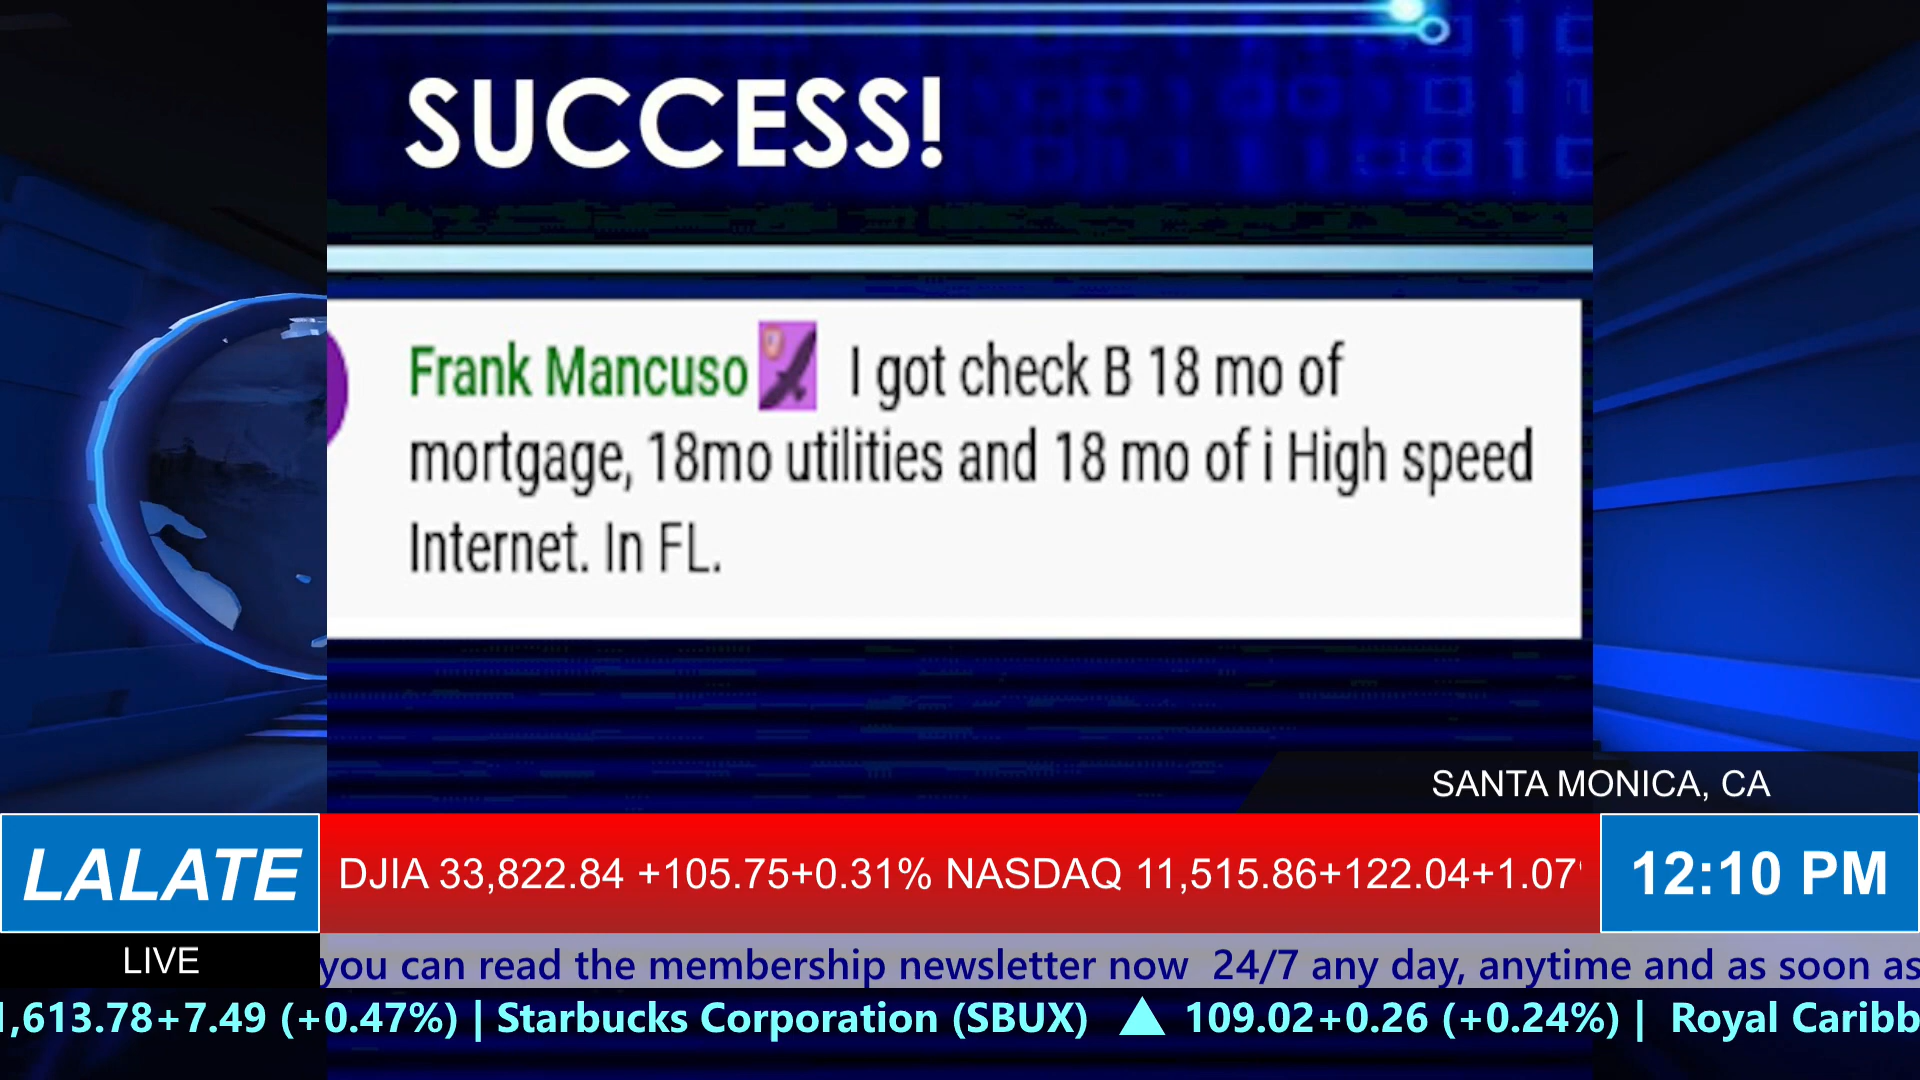 SUCCESS!
Frank Mancuso I got check B 18 mo of
mortgage, 18mo utilities and 18 mo of i High speed
Internet. In FL.
SANTA MONICA, CA
LALATE
DJIA 33,822.84 +105.75+0.31% NASDAQ 11,515.86+122.04+1.07
12:10 PM
LIVE
you can read the membership newsletter now 24/7 any day, anytime and as soon as
,613.78+7.49 (+0.47%) | Starbucks Corporation (SBUX) ▲ 109.02+0.26 (+0.24%) | Royal Caribb